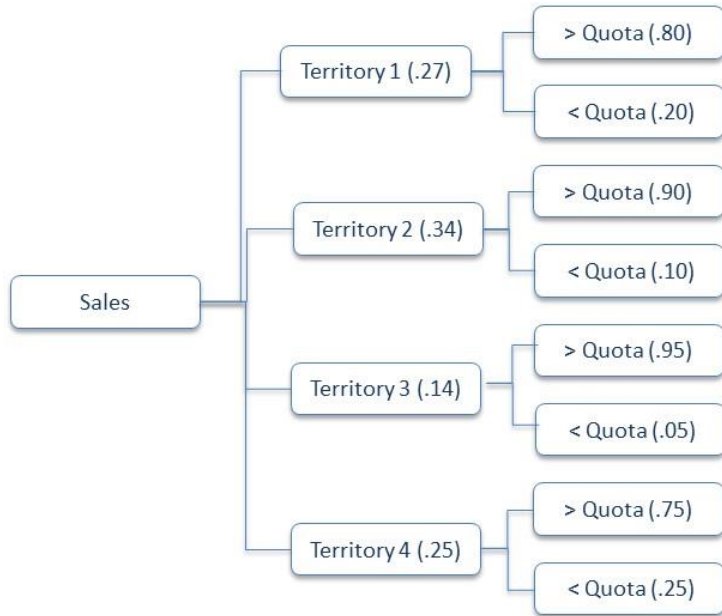 Sales
Territory 1 (.27)
> Quota (.80)
< Quota (.20)
Territory 2 (.34)
> Quota (.90)
< Quota (.10)
Territory 3 (.14)
> Quota (.95)
< Quota (.05)
Territory 4 (.25)
> Quota (.75)
< Quota (.25)